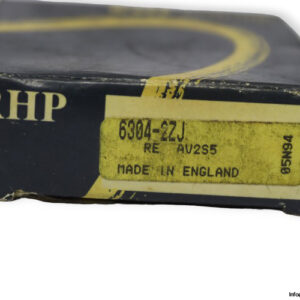 RHP
6304-2ZJ
RE AV2S5
MADE IN ENGLAND
05N94